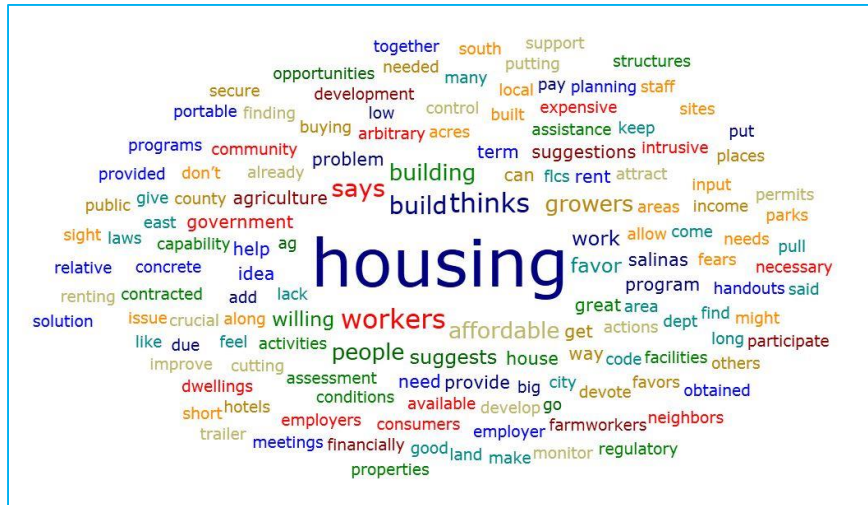 together south support
opportunities needed many putting structures
secure development local pay planning staff
portable finding low control built expensive sites
buying arbitrary acres assistance keep put
programs community problem building term suggestions intrusive places
provided don't already can flcs rent attract input
public give county agriculture says build thinks growers areas income permits
sight laws east government work allow come needs parks
capability help ag housing favor salinas fears pull
relative concrete idea program handouts said necessary
renting contracted add lack great area dept find might
solution issue crucial along willing workers affordable get actions long participate
like due feel activities people suggests house way code facilities others
improve cutting assessment need provide big city devote favors obtained
dwellings conditions available develop go
short hotels employers consumers employer farmworkers neighbors
trailer meetings financially good land make monitor regulatory
properties